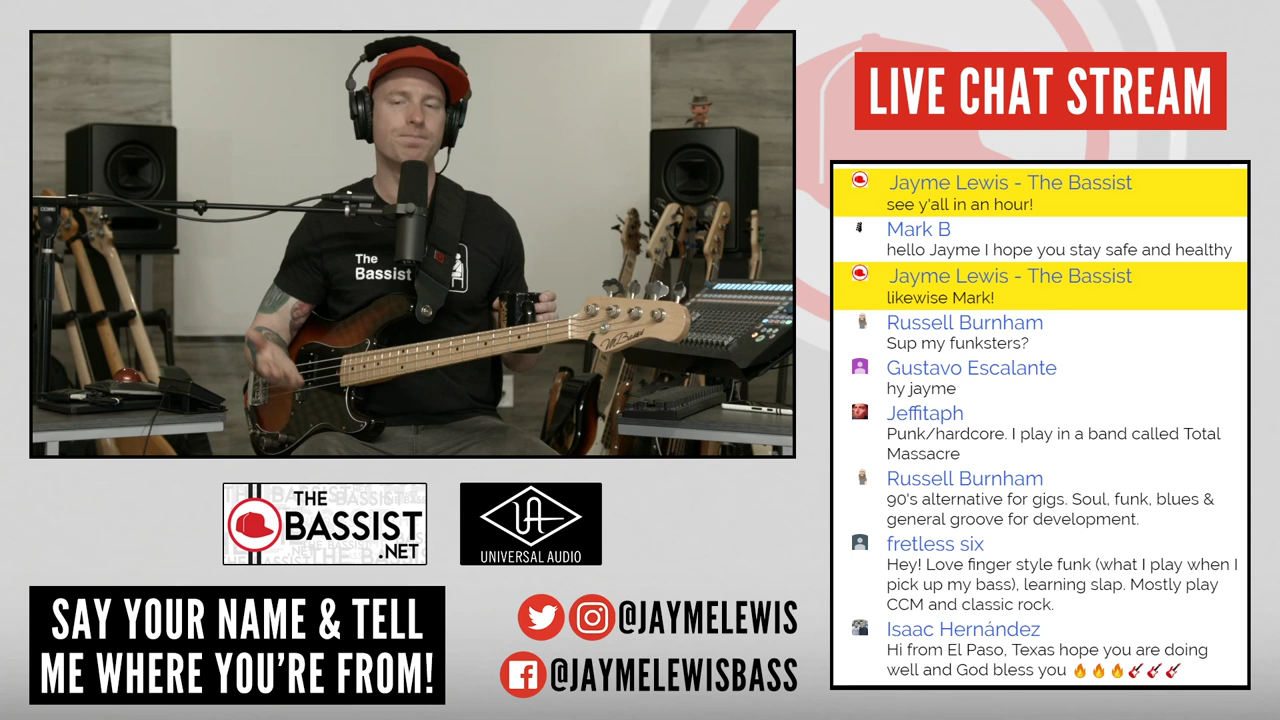 The
Bassist
LIVE CHAT STREAM
Jayme Lewis - The Bassist
see y'all in an hour!
Mark B
hello Jayme I hope you stay safe and healthy
Jayme Lewis - The Bassist
likewise Mark!
Russell Burnham
Sup my funksters?
Gustavo Escalante
hy jayme
Jeffitaph
Punk/hardcore. I play in a band called Total
Massacre
Russell Burnham
90's alternative for gigs. Soul, funk, blues &
general groove for development.
fretless six
Hey! Love finger style funk (what I play when I
pick up my bass), learning slap. Mostly play
CCM and classic rock.
Isaac Hernández
Hi from El Paso, Texas hope you are doing
well and God bless you 🔥🔥🔥🎸🎸🎸
THE
BASSIST
.NET
UA
UNIVERSAL AUDIO
SAY YOUR NAME & TELL
ME WHERE YOU'RE FROM!
@JAYMELEWIS
@JAYMELEWISBASS